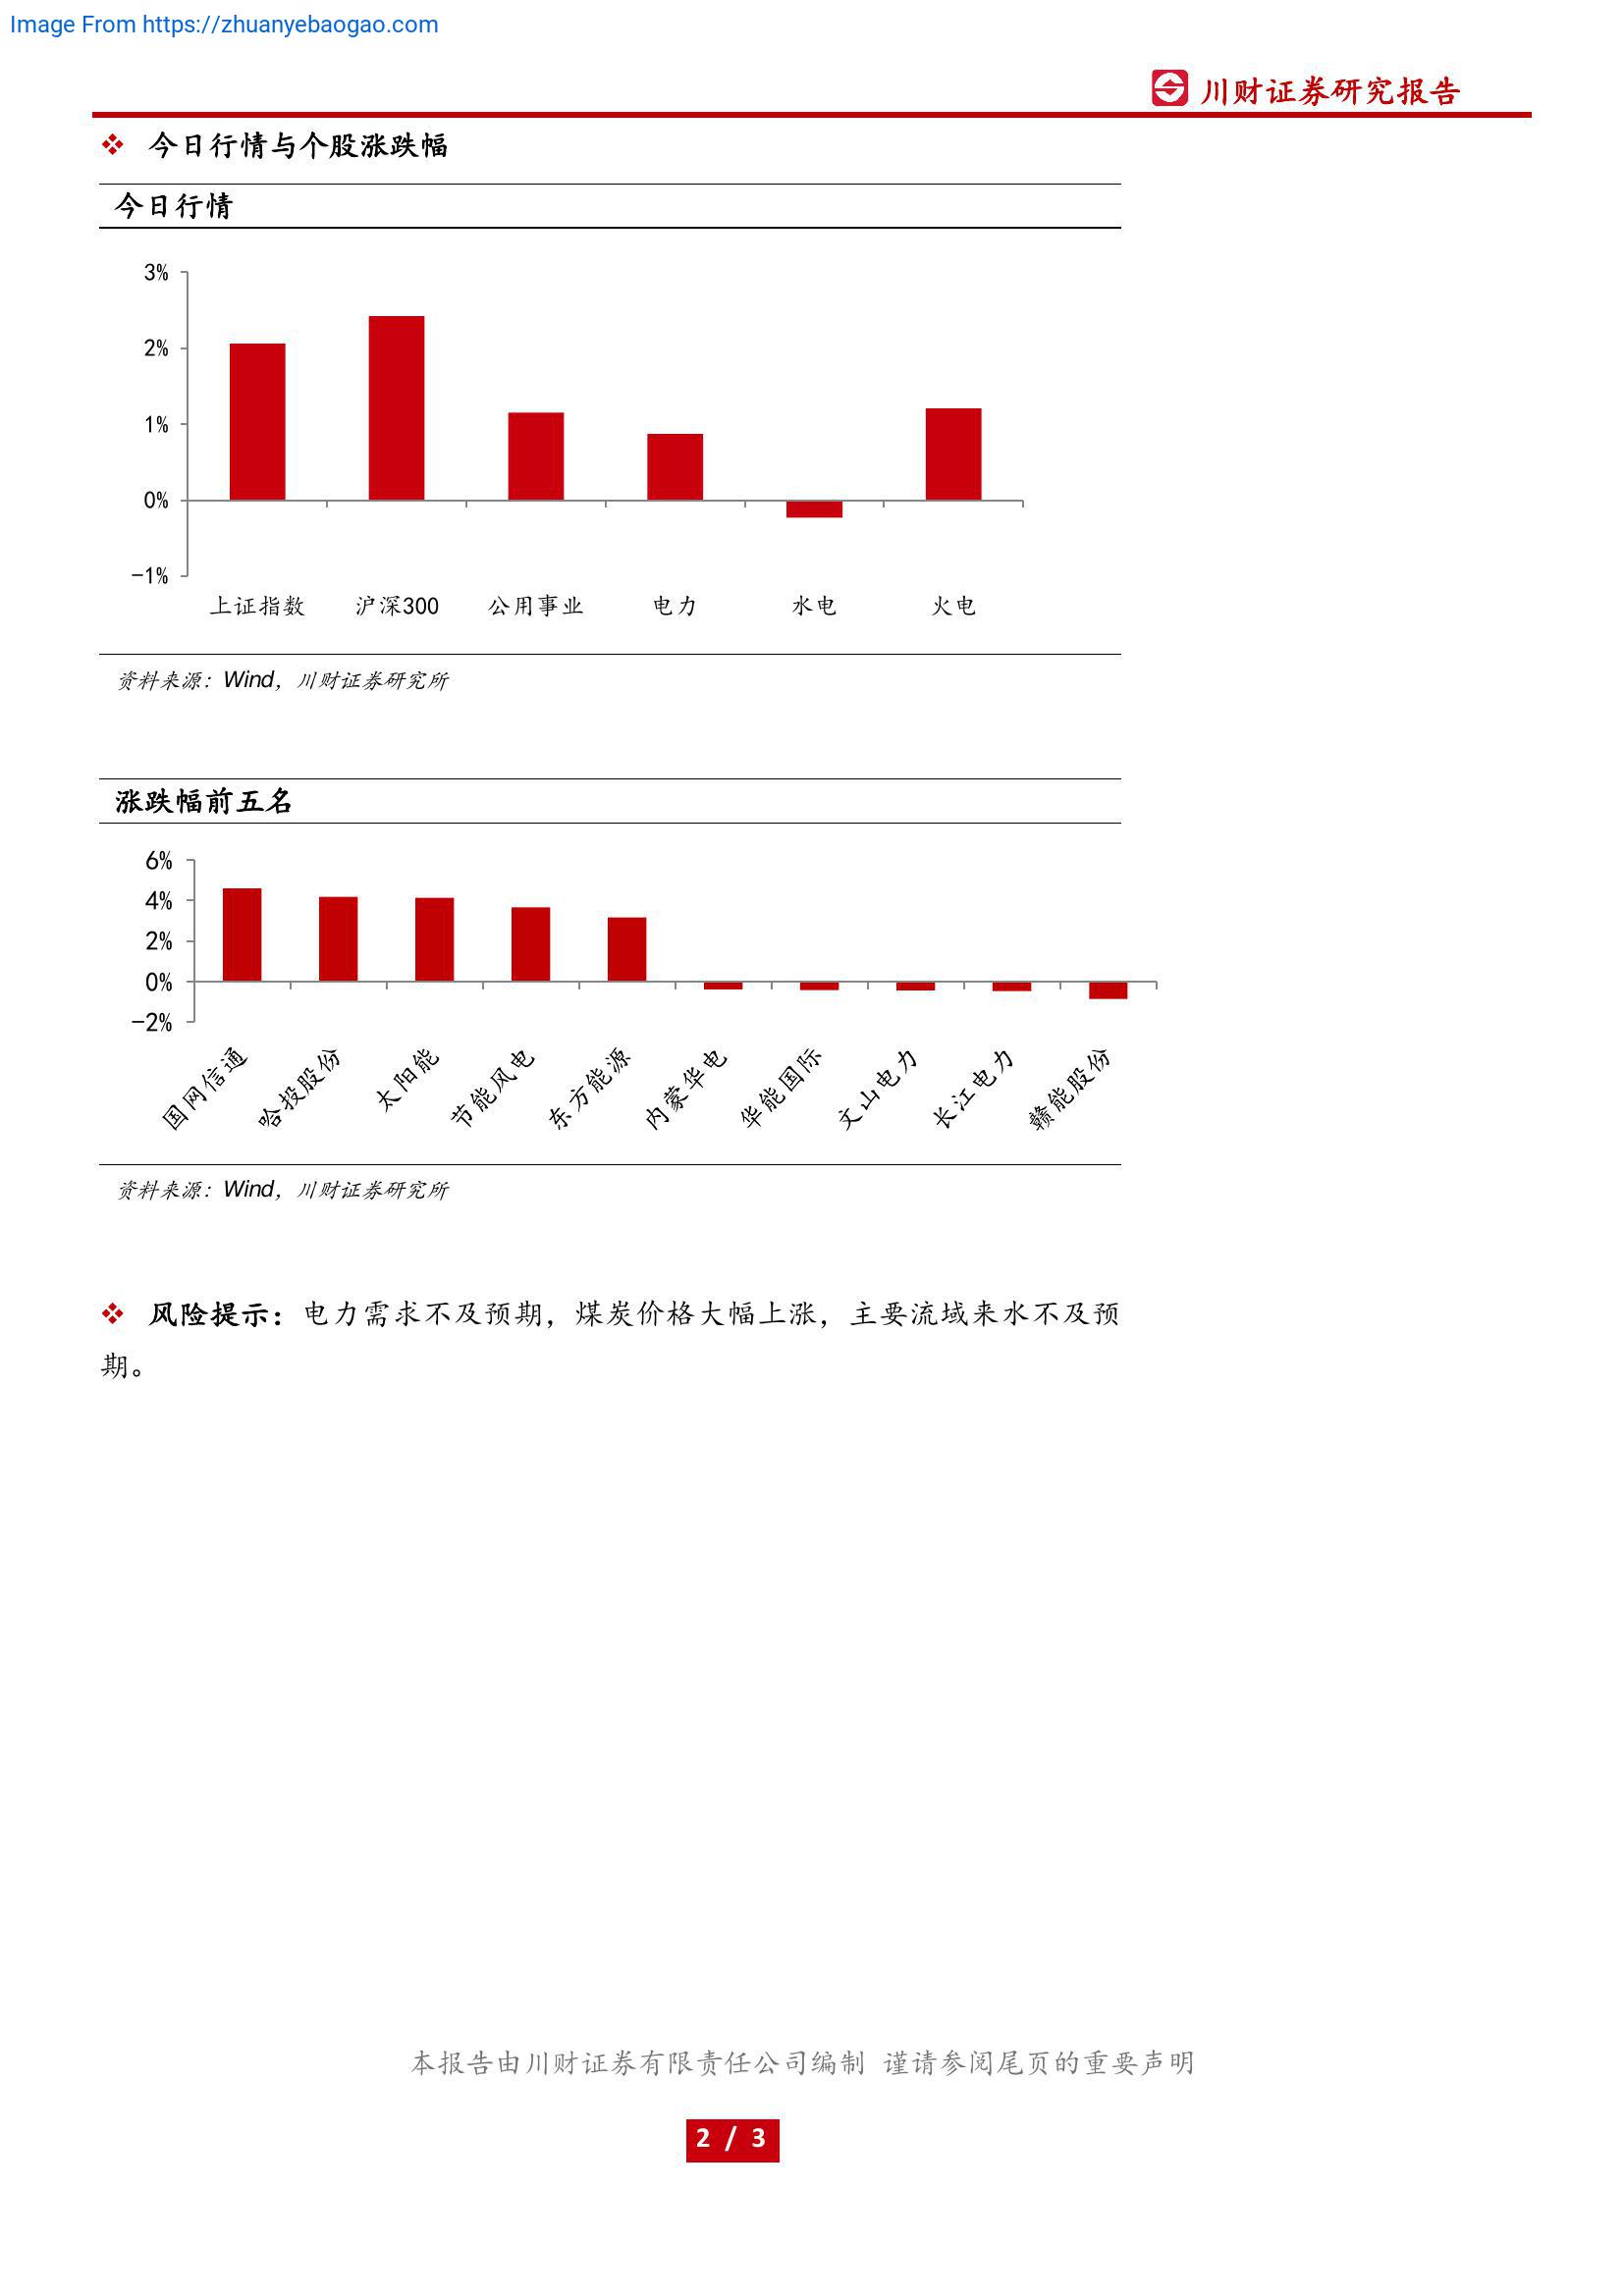 Image From https://zhuanyebaogao.com
川财证券研究报告
❖ 今日行情与个股涨跌幅
今日行情
3%
2%
1%
0%
-1%
上证指数 沪深300 公用事业 电力 水电 火电
资料来源：Wind，川财证券研究所
涨跌幅前五名
6%
4%
2%
0%
-2%
国网信通 哈投股份 太阳能 节能风电 东方能源 内蒙华电 华能国际 文山电力 长江电力 赣能股份
资料来源：Wind，川财证券研究所
❖ 风险提示：电力需求不及预期，煤炭价格大幅上涨，主要流域来水不及预
期。
本报告由川财证券有限责任公司编制 谨请参阅尾页的重要声明
2 / 3